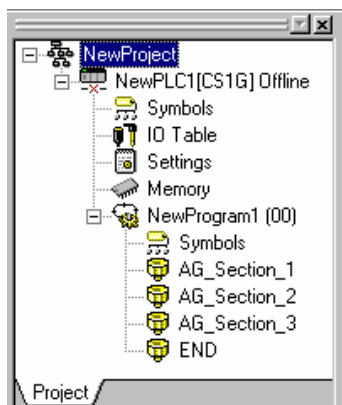 NewProject
NewPLC1[CS1G] Offline
Symbols
IO Table
Settings
Memory
NewProgram1 (00)
Symbols
AG_Section_1
AG_Section_2
AG_Section_3
END
Project